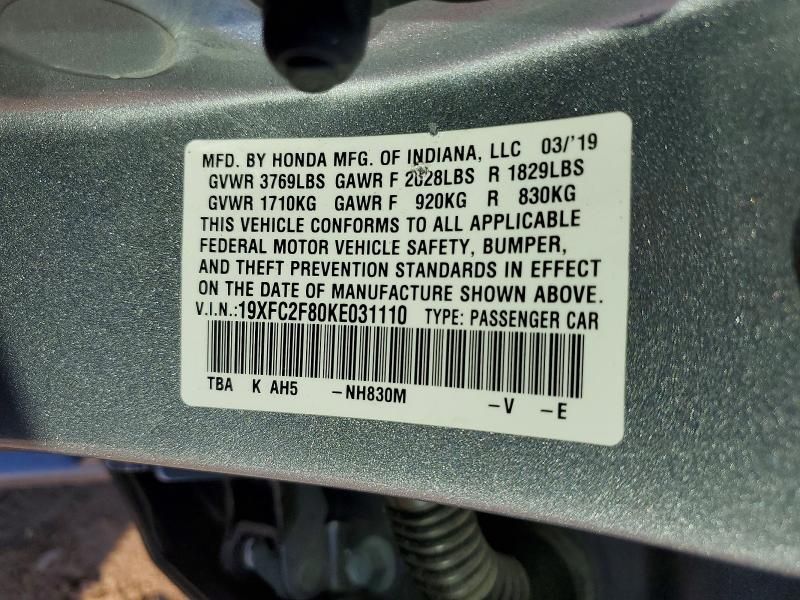 MFD. BY HONDA MFG. OF INDIANA, LLC 03/'19
GVWR 3769LBS GAWR F 2028LBS R 1829LBS
GVWR 1710KG GAWR F 920KG R 830KG
THIS VEHICLE CONFORMS TO ALL APPLICABLE
FEDERAL MOTOR VEHICLE SAFETY, BUMPER,
AND THEFT PREVENTION STANDARDS IN EFFECT
ON THE DATE OF MANUFACTURE SHOWN ABOVE.
V.I.N.:19XFC2F80KE031110 TYPE: PASSENGER CAR
TBA K AH5 -NH830M -V -E